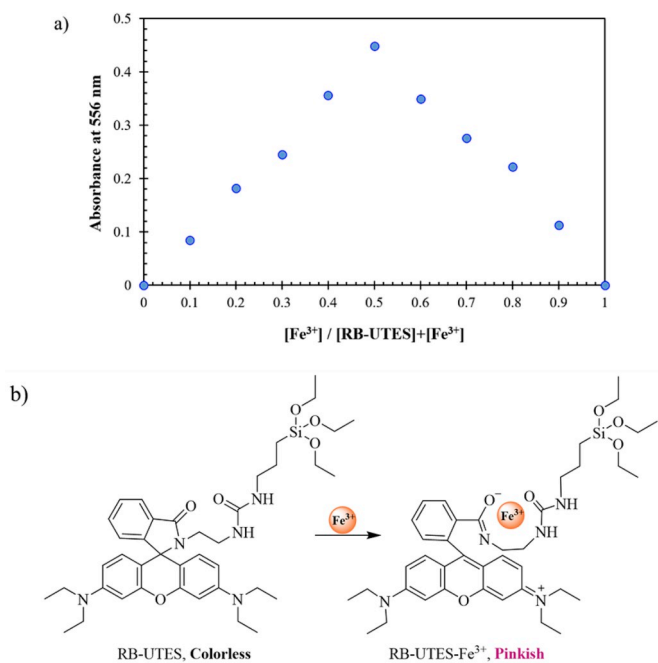 a)
0.5
0.4
0.3
0.2
0.1
0
Absorbance at 556 nm
0 0.1 0.2 0.3 0.4 0.5 0.6 0.7 0.8 0.9 1
[Fe³⁺] / [RB-UTES]+[Fe³⁺]
b)
O
Si
O
O
O
NH
O
NH
N
O
N
N
Fe³⁺
O
Si
O
O
O⁻
O
NH
Fe³⁺
N
HN
N
O
N⁺
RB-UTES, Colorless
RB-UTES-Fe³⁺, Pinkish